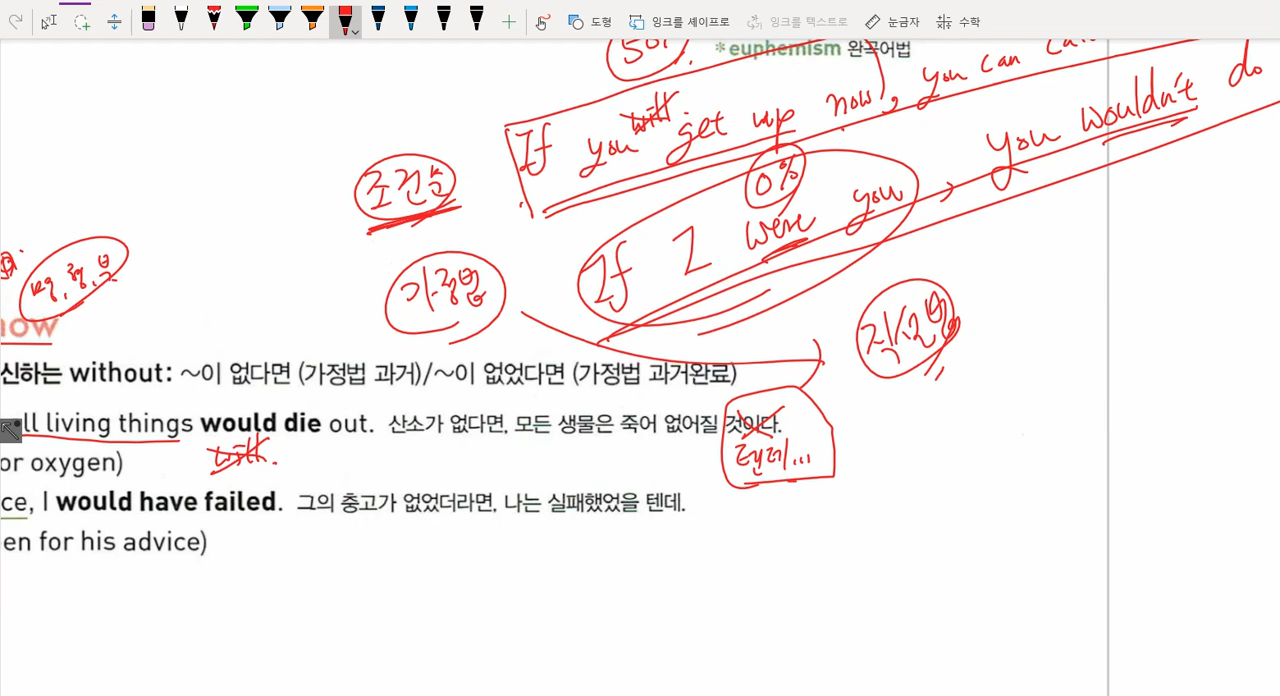 도형 잉크를 셰이프로 잉크를 텍스트로 눈금자 수학
50%
*euphemism 완곡어법
If you will get up now, you can
조건문 0% you wouldn't do
If I were you,
명, 형, 부
가정법
직설법
now
신하는 without: ～이 없다면 (가정법 과거)/～이 없었다면 (가정법 과거완료)
ll living things would die out. 산소가 없다면, 모든 생물은 죽어 없어질 것이다.
or oxygen) will. 텐데...
ce, I would have failed. 그의 충고가 없었더라면, 나는 실패했었을 텐데.
en for his advice)